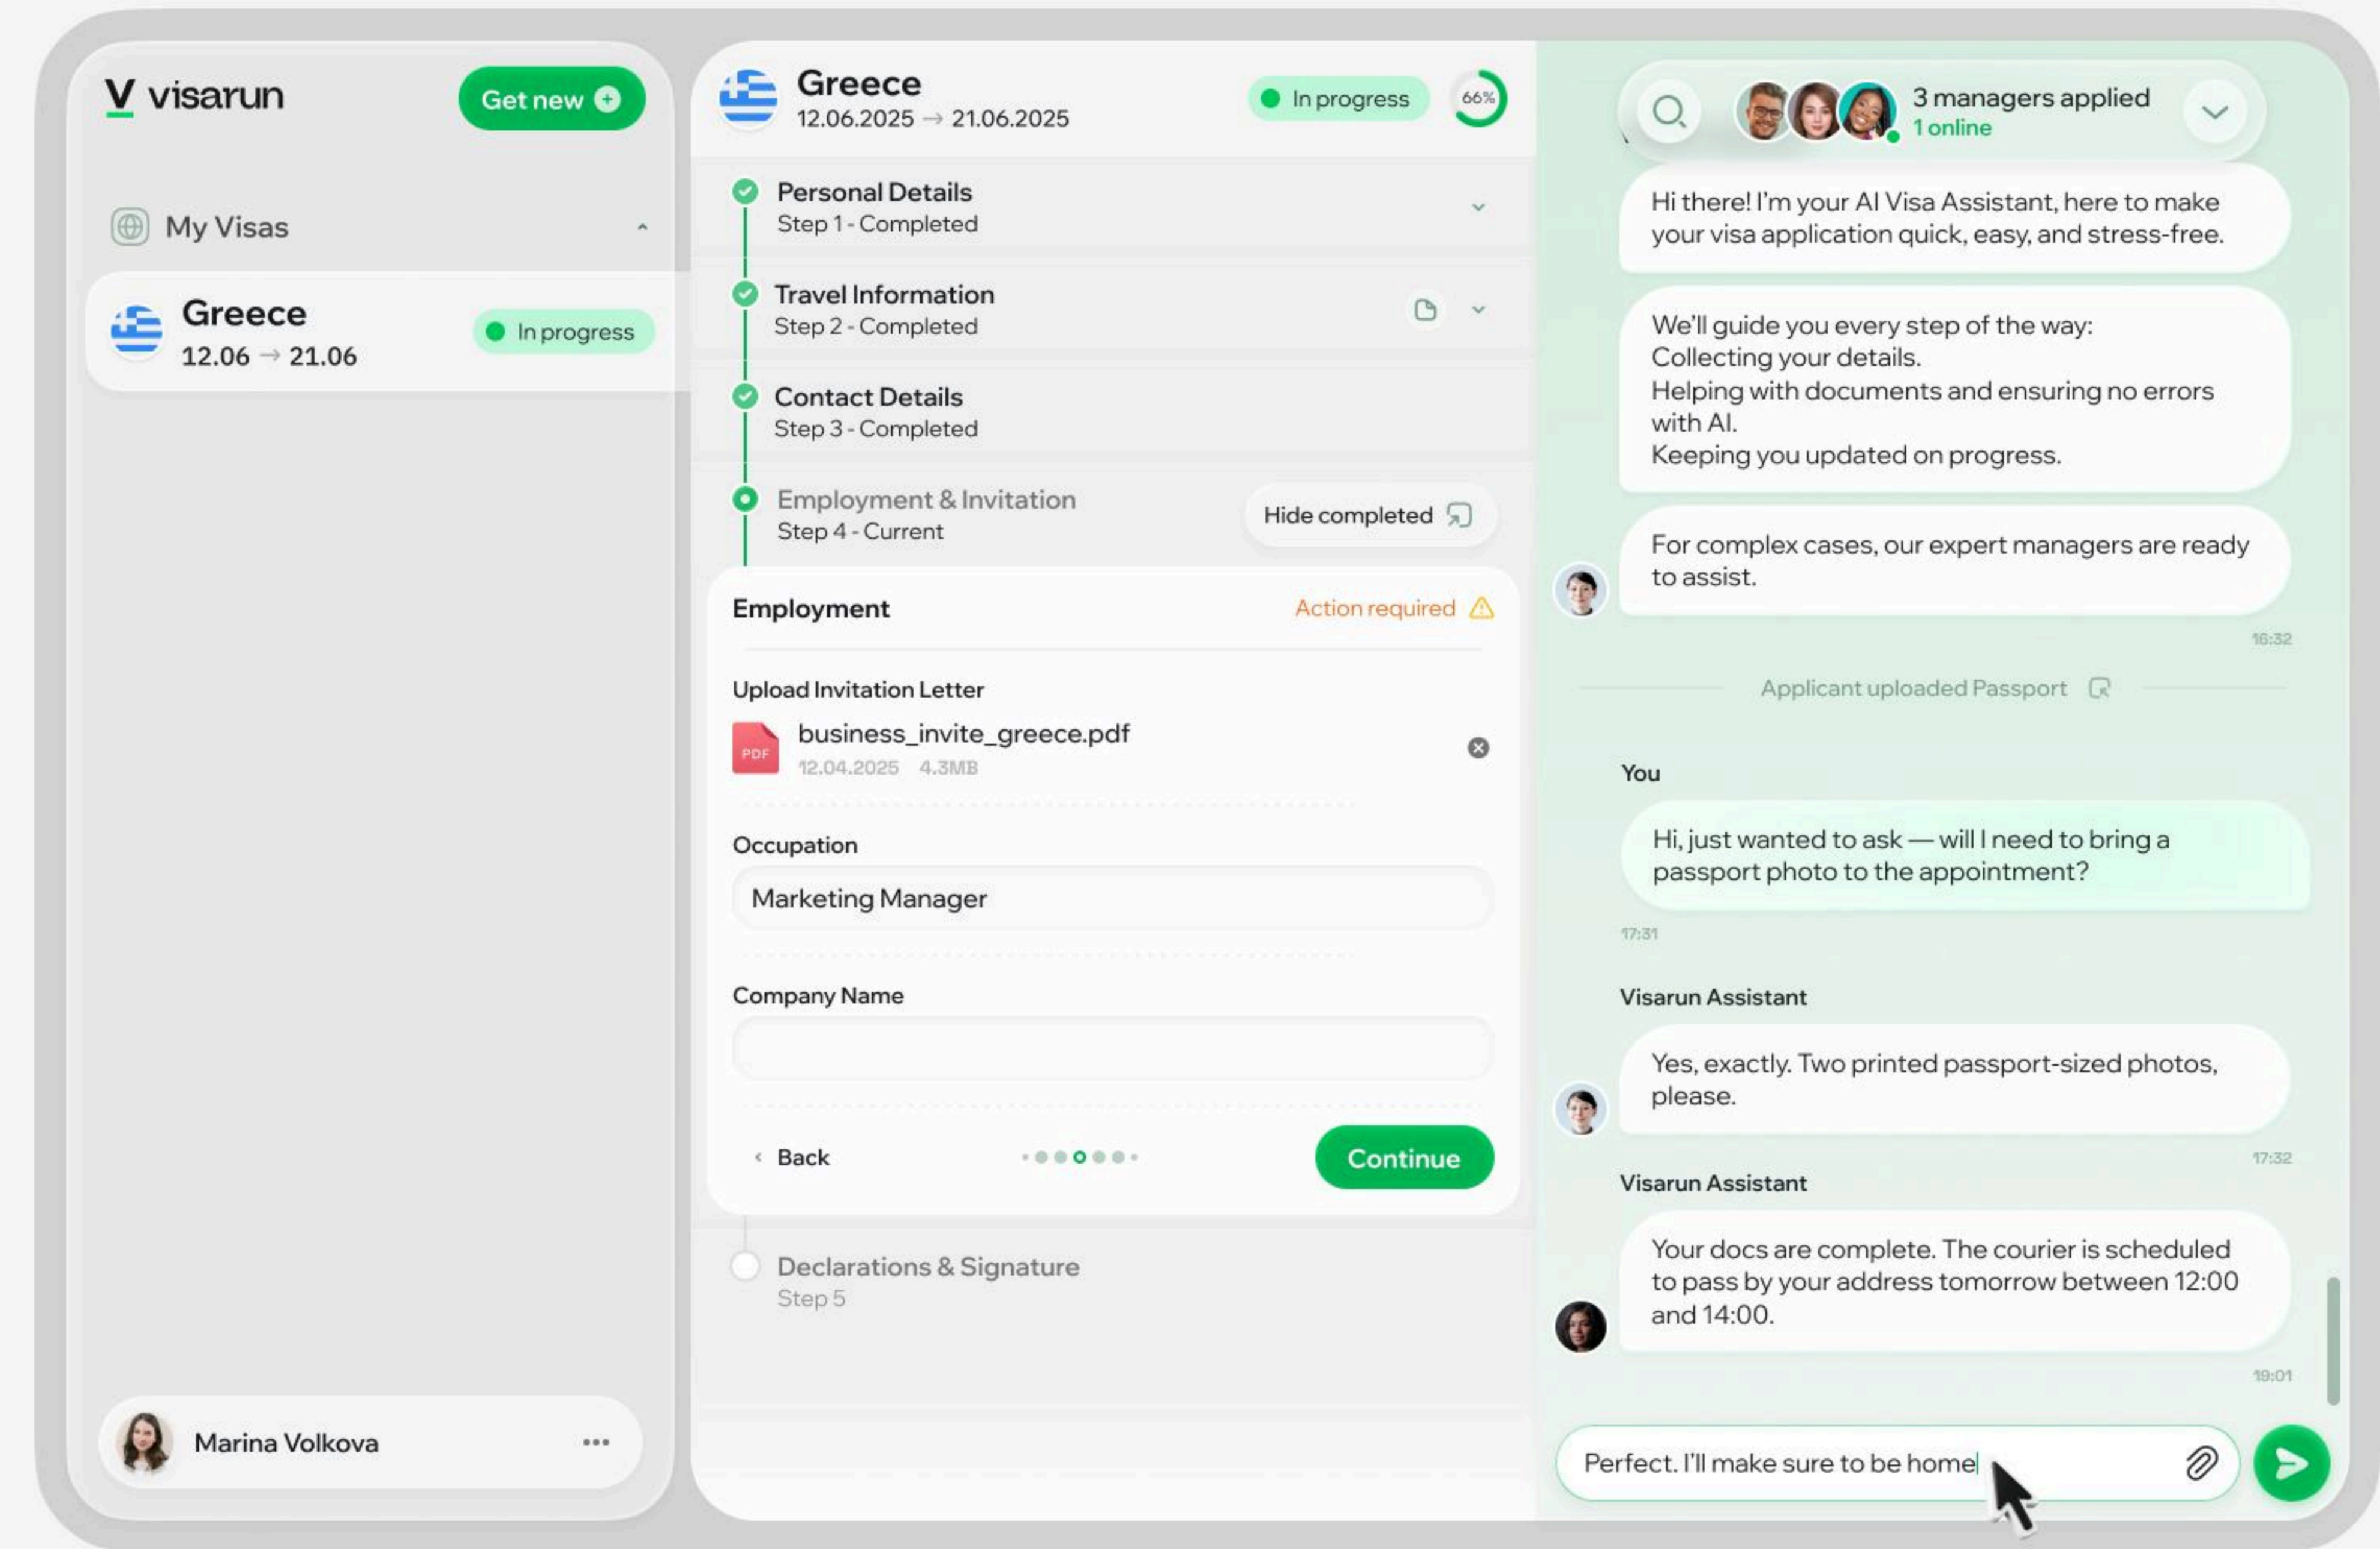 visarun
Get new
My Visas
Greece
12.06 → 21.06
In progress
Marina Volkova
Greece
12.06.2025 → 21.06.2025
In progress
66%
Personal Details
Step 1 - Completed
Travel Information
Step 2 - Completed
Contact Details
Step 3 - Completed
Employment & Invitation
Step 4 - Current
Hide completed
Employment
Action required
Upload Invitation Letter
PDF
business_invite_greece.pdf
12.04.2025 4.3MB
Occupation
Marketing Manager
Company Name
Back
Continue
Declarations & Signature
Step 5
3 managers applied
1 online
Hi there! I'm your AI Visa Assistant, here to make
your visa application quick, easy, and stress-free.
We'll guide you every step of the way:
Collecting your details.
Helping with documents and ensuring no errors
with AI.
Keeping you updated on progress.
For complex cases, our expert managers are ready
to assist.
16:32
Applicant uploaded Passport
You
Hi, just wanted to ask — will I need to bring a
passport photo to the appointment?
17:31
Visarun Assistant
Yes, exactly. Two printed passport-sized photos,
please.
17:32
Visarun Assistant
Your docs are complete. The courier is scheduled
to pass by your address tomorrow between 12:00
and 14:00.
19:01
Perfect. I'll make sure to be home